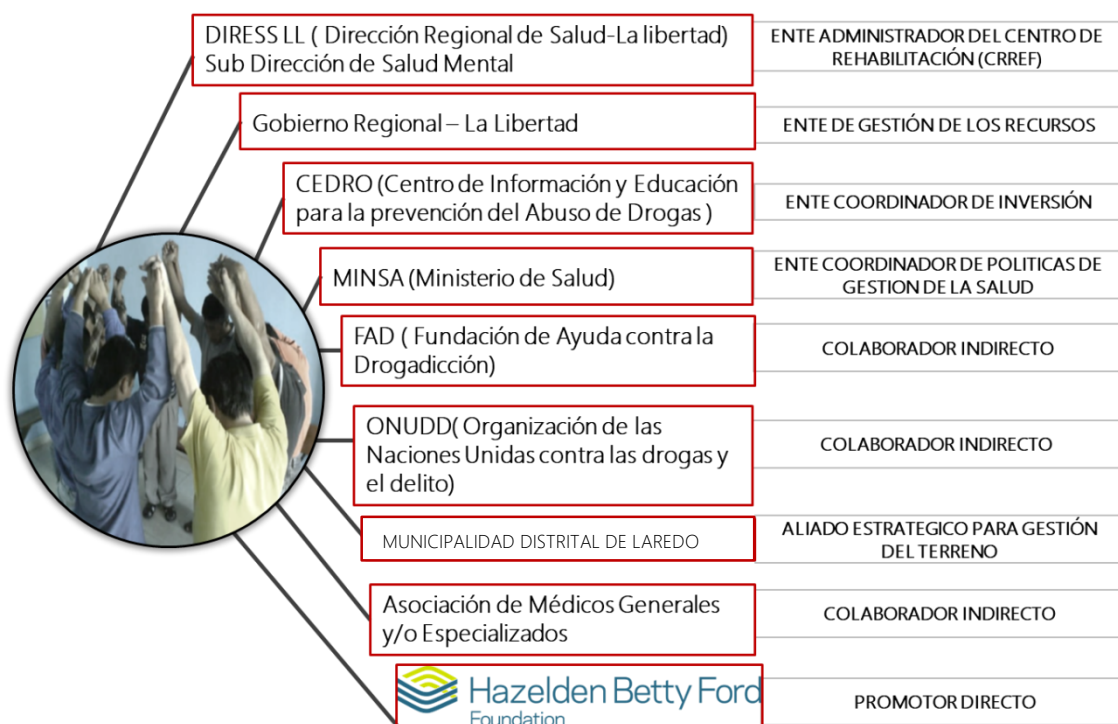 DIRESS LL ( Dirección Regional de Salud-La libertad)
Sub Dirección de Salud Mental
ENTE ADMINISTRADOR DEL CENTRO DE
REHABILITACIÓN (CRREF)
Gobierno Regional – La Libertad
ENTE DE GESTIÓN DE LOS RECURSOS
CEDRO (Centro de Información y Educación
para la prevención del Abuso de Drogas )
ENTE COORDINADOR DE INVERSIÓN
MINSA (Ministerio de Salud)
ENTE COORDINADOR DE POLITICAS DE
GESTION DE LA SALUD
FAD ( Fundación de Ayuda contra la
Drogadicción)
COLABORADOR INDIRECTO
ONUDD( Organización de las
Naciones Unidas contra las drogas y
el delito)
COLABORADOR INDIRECTO
MUNICIPALIDAD DISTRITAL DE LAREDO
ALIADO ESTRATEGICO PARA GESTIÓN
DEL TERRENO
Asociación de Médicos Generales
y/o Especializados
COLABORADOR INDIRECTO
Hazelden Betty Ford
Foundation
PROMOTOR DIRECTO